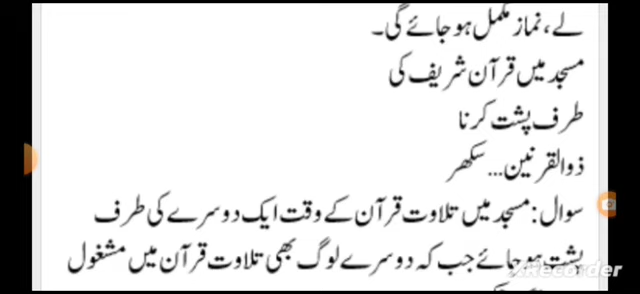 لے، نماز مکمل ہو جائے گی۔
مسجد میں قرآن شریف کی
طرف پشت کرنا
ذوالقرنین... سکھر
سوال: مسجد میں تلاوت قرآن کے وقت ایک دوسرے کی طرف
پشت ہو جائے جب کہ دوسرے لوگ بھی تلاوت قرآن میں مشغول
XRecorder